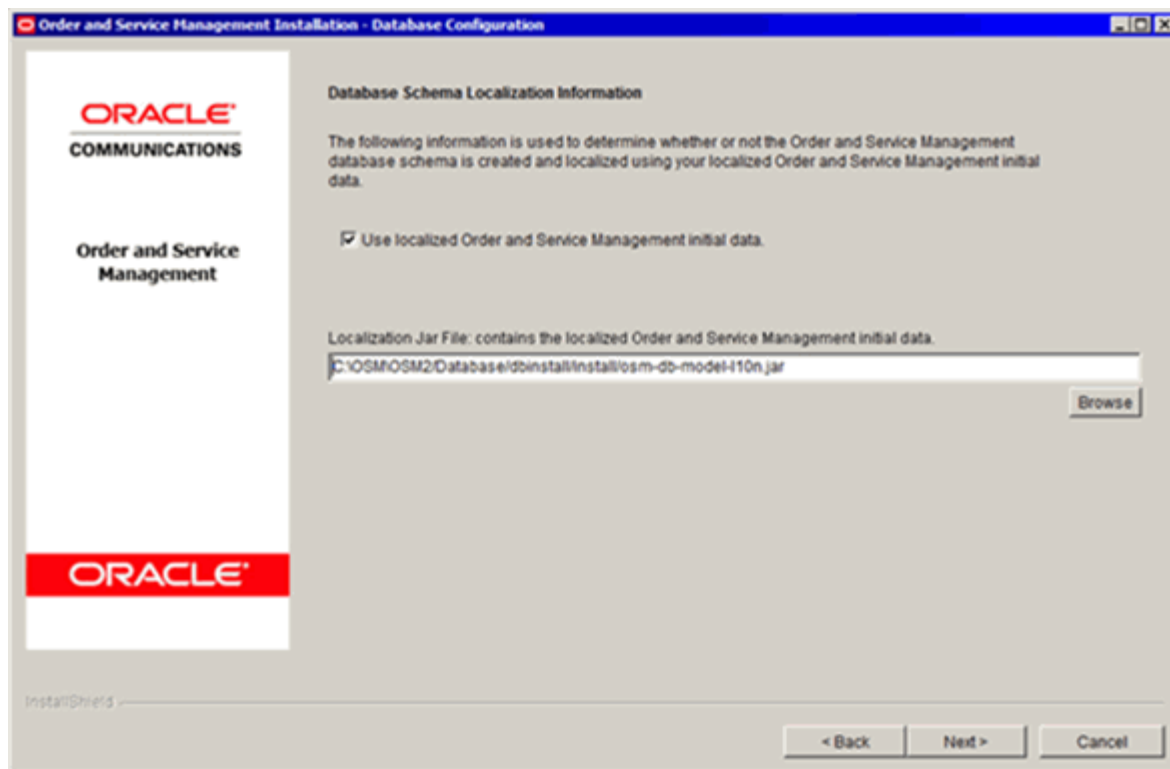 Order and Service Management Installation - Database Configuration
ORACLE
COMMUNICATIONS
Order and Service
Management
ORACLE
Database Schema Localization Information
The following information is used to determine whether or not the Order and Service Management
database schema is created and localized using your localized Order and Service Management initial
data.
Use localized Order and Service Management initial data.
Localization Jar File: contains the localized Order and Service Management initial data.
C:\OSM\OSM2/Database/dbinstall/install/osm-db-model-l10n.jar
Browse
InstallShield
< Back
Next >
Cancel